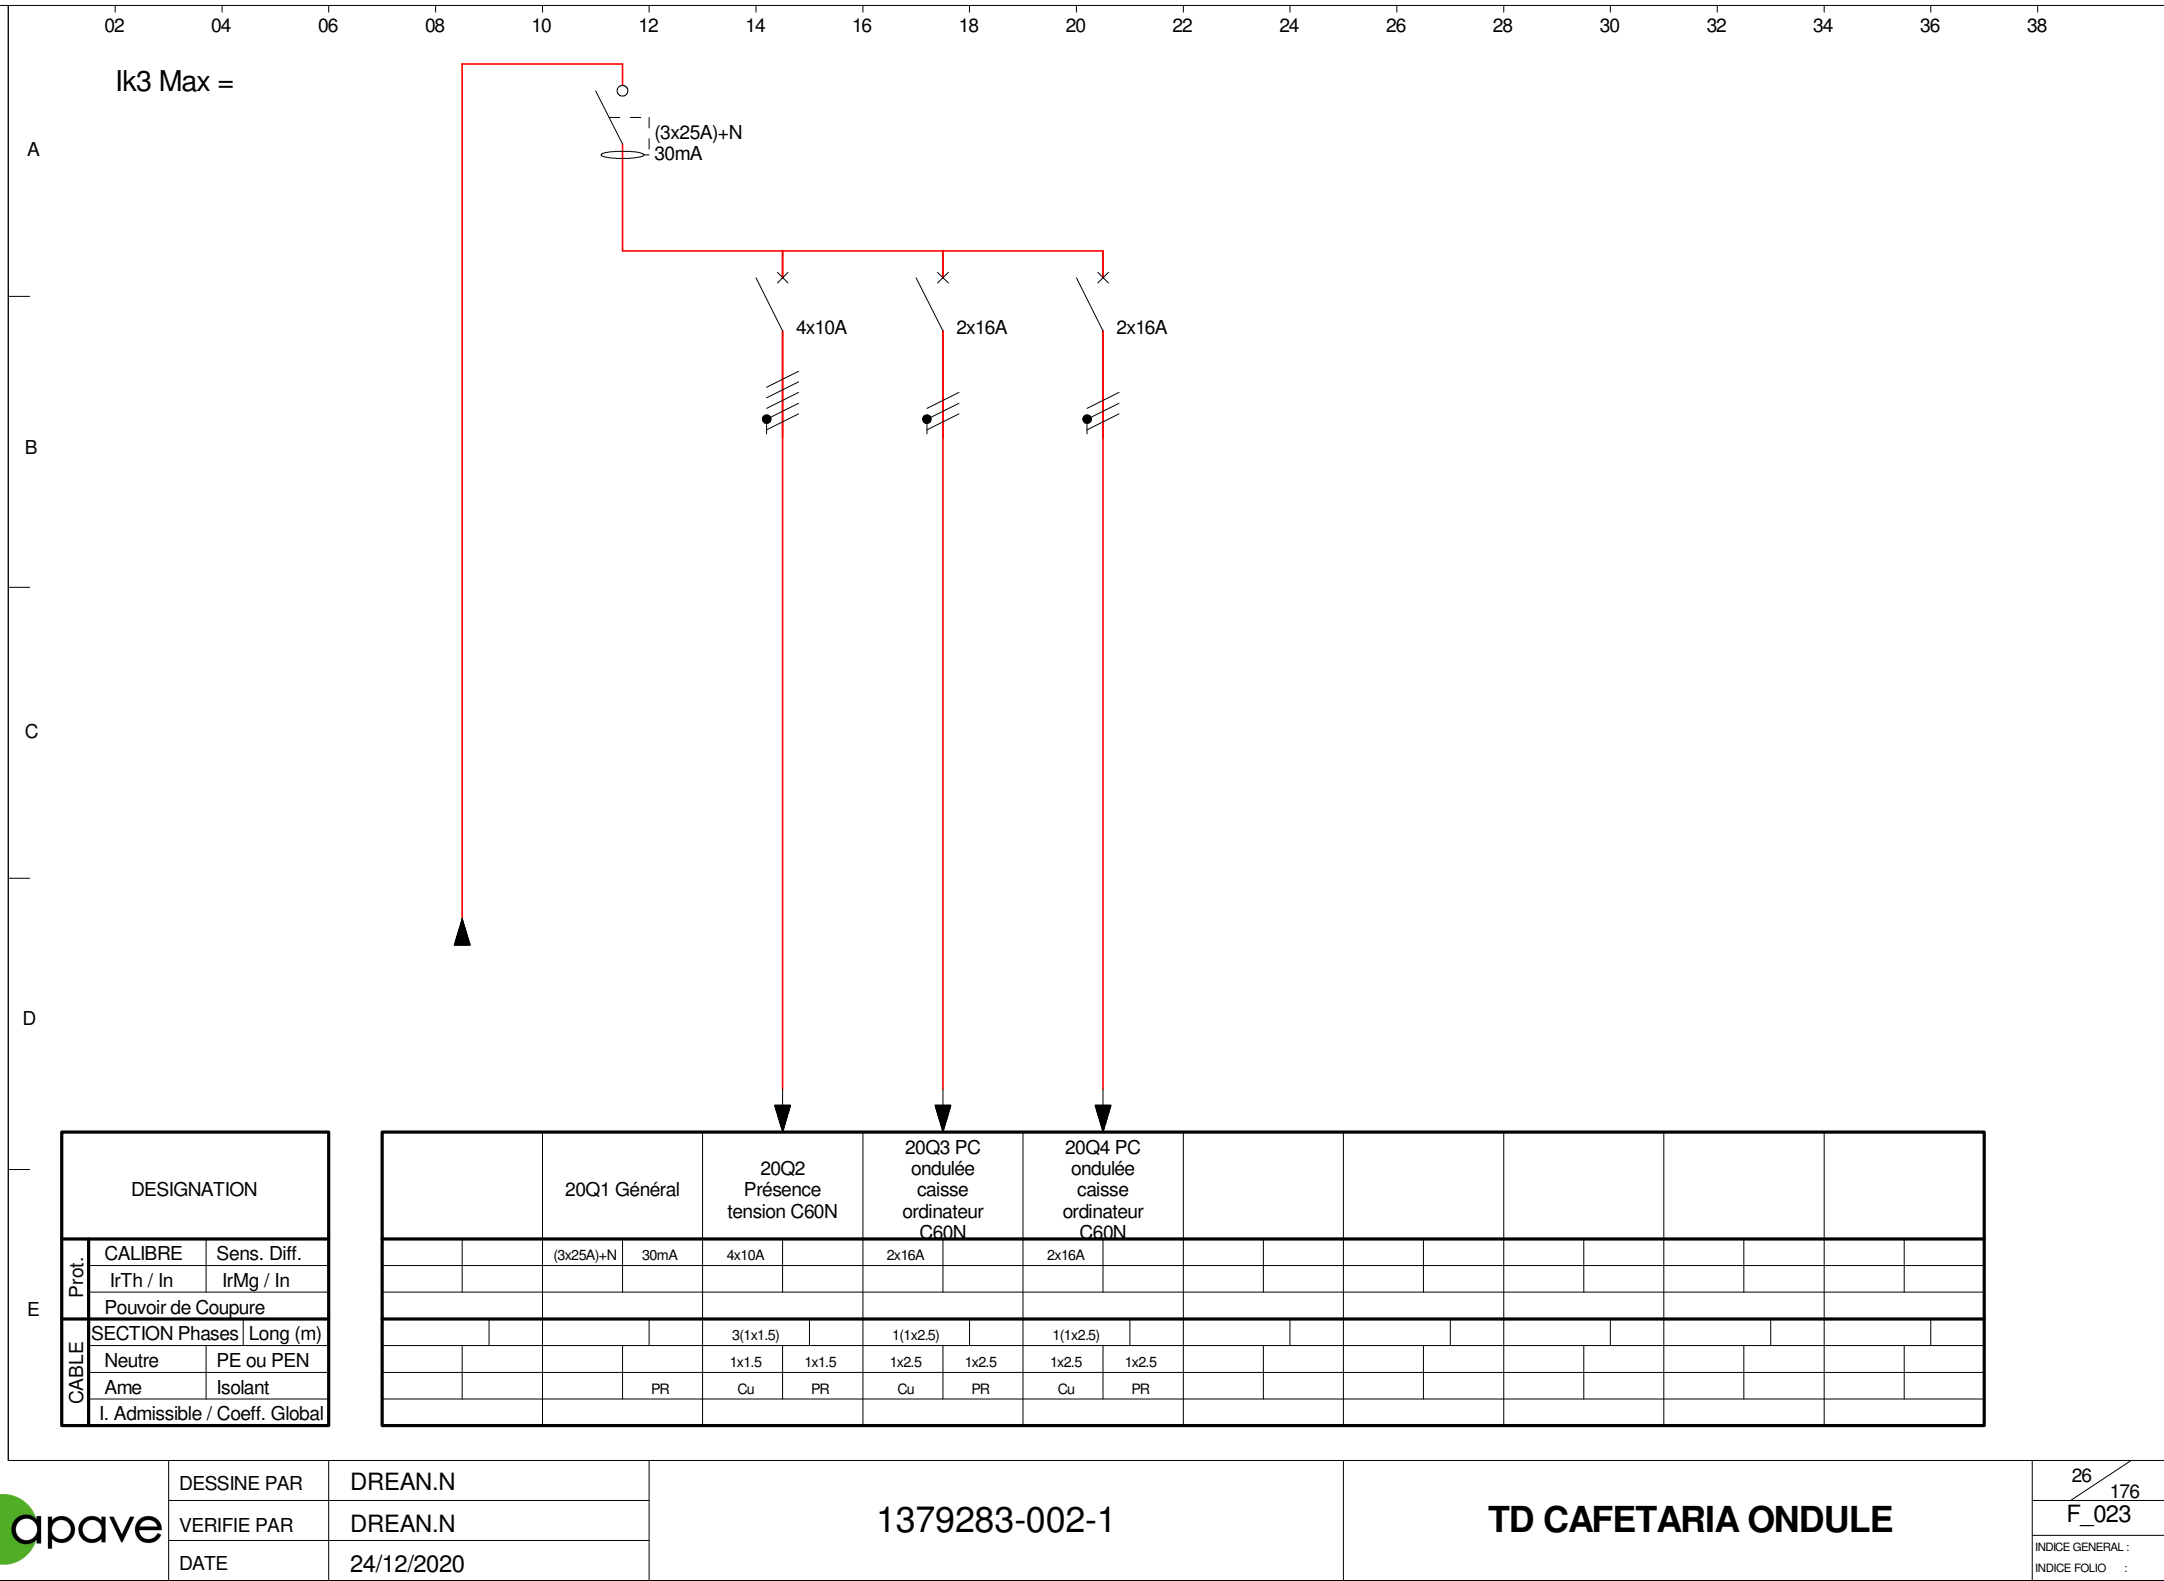 02 04 06 08 10 12 14 16 18 20 22 24 26 28 30 32 34 36 38
Ik3 Max =
A
(3x25A)+N
30mA
4x10A 2x16A 2x16A
B
C
D
E
DESIGNATION
20Q1 Général
20Q2
Présence
tension C60N
20Q3 PC
ondulée
caisse
ordinateur
C60N
20Q4 PC
ondulée
caisse
ordinateur
C60N
Prot.
CALIBRE Sens. Diff. (3x25A)+N 30mA 4x10A 2x16A 2x16A
IrTh / In IrMg / In
Pouvoir de Coupure
CABLE
SECTION Phases Long (m) 3(1x1.5) 1(1x2.5) 1(1x2.5)
Neutre PE ou PEN 1x1.5 1x1.5 1x2.5 1x2.5 1x2.5 1x2.5
Ame Isolant PR Cu PR Cu PR Cu PR
I. Admissible / Coeff. Global
apave
DESSINE PAR DREAN.N
VERIFIE PAR DREAN.N
DATE 24/12/2020
1379283-002-1
TD CAFETARIA ONDULE
26/176
F_023
INDICE GENERAL :
INDICE FOLIO :